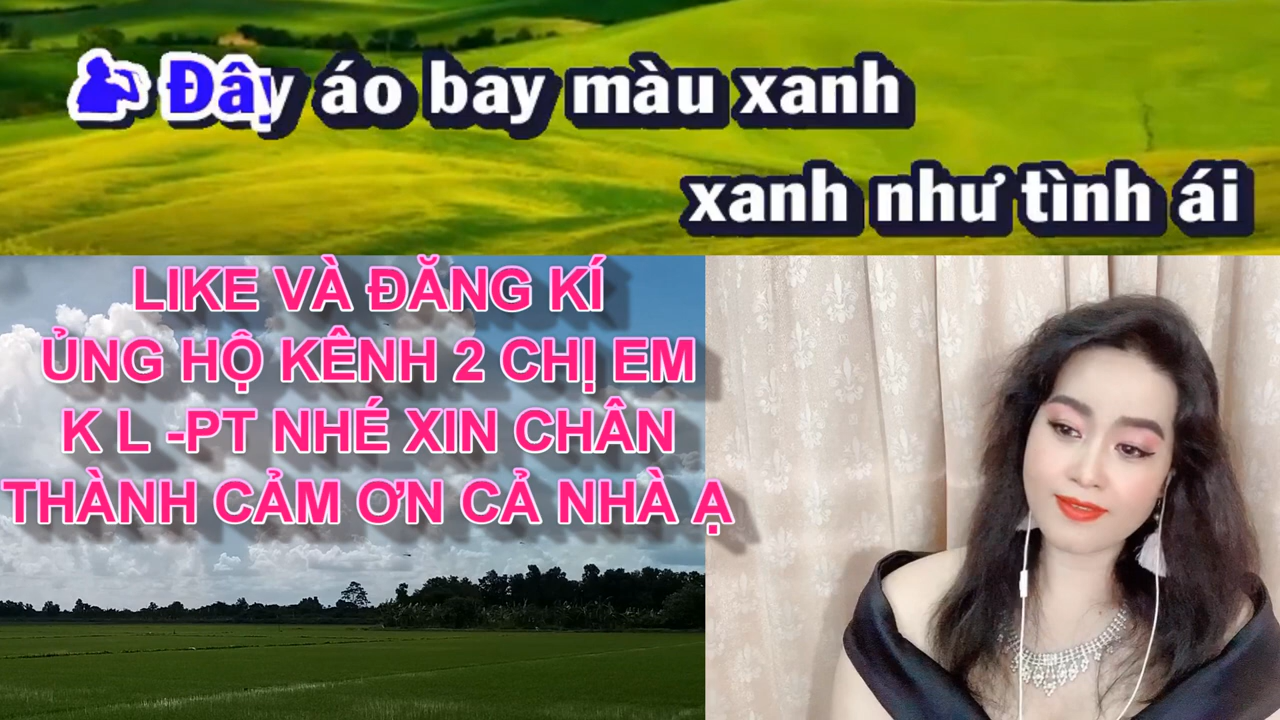 Đây áo bay màu xanh
xanh như tình ái
LIKE VÀ ĐĂNG KÍ
ỦNG HỘ KÊNH 2 CHỊ EM
K L -PT NHÉ XIN CHÂN
THÀNH CẢM ƠN CẢ NHÀ Ạ